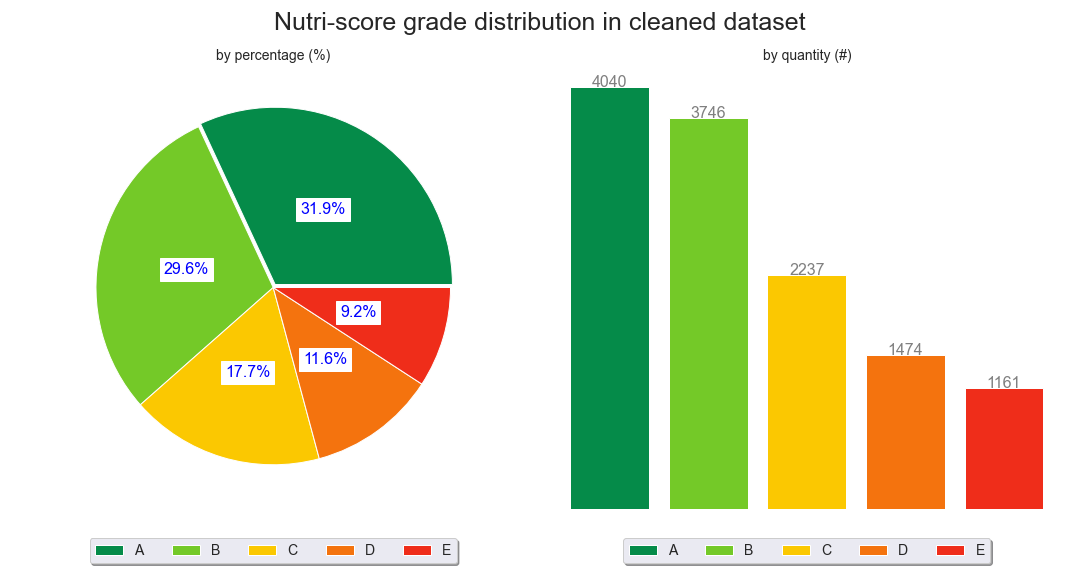 Nutri-score grade distribution in cleaned dataset
by percentage (%)
31.9%
29.6%
9.2%
11.6%
17.7%
A B C D E
by quantity (#)
4040
3746
2237
1474
1161
A B C D E